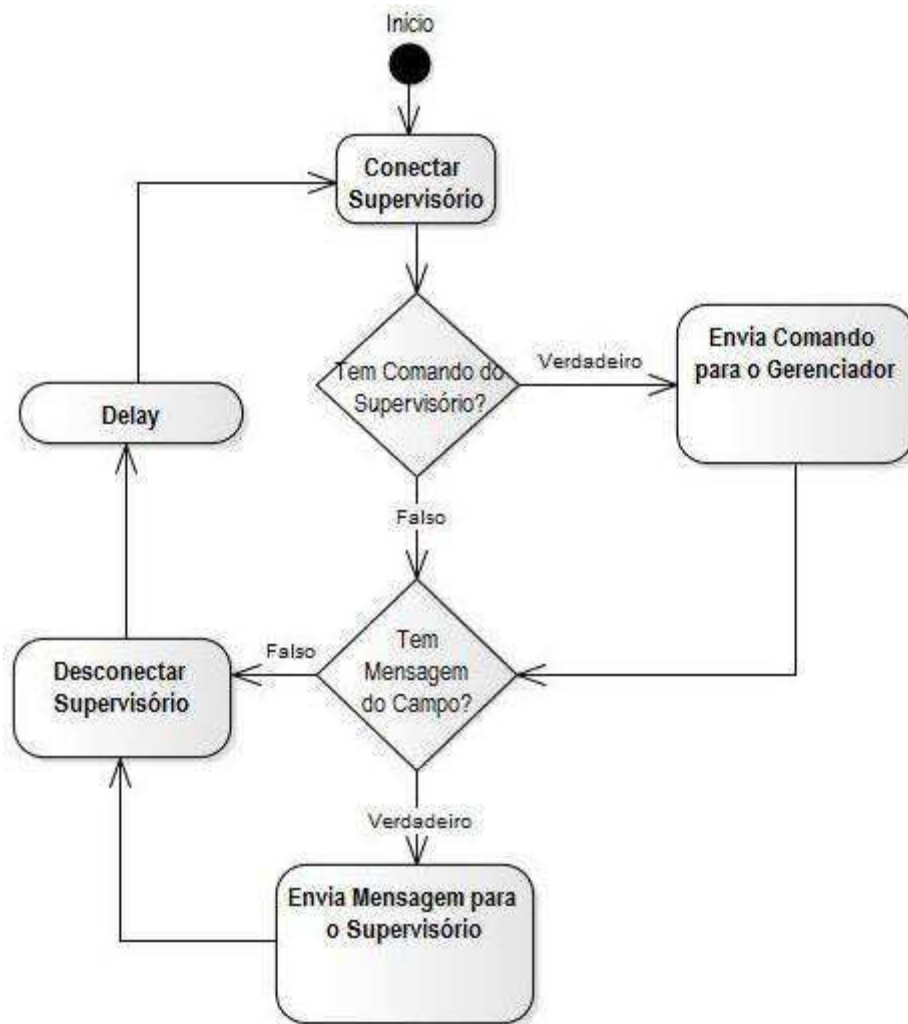 Início
Conectar
Supervisório
Tem Comando do
Supervisório?
Verdadeiro
Envia Comando
para o Gerenciador
Delay
Falso
Tem
Mensagem
do Campo?
Falso
Desconectar
Supervisório
Verdadeiro
Envia Mensagem para
o Supervisório